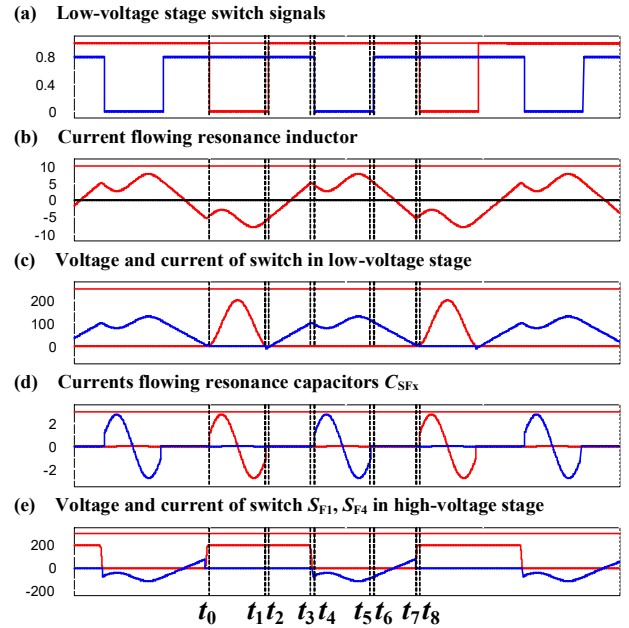 (a) Low-voltage stage switch signals
0.8
0.4
0
(b) Current flowing resonance inductor
10
5
0
-5
-10
(c) Voltage and current of switch in low-voltage stage
200
100
0
(d) Currents flowing resonance capacitors CSFx
2
0
-2
(e) Voltage and current of switch SF1, SF4 in high-voltage stage
200
0
-200
t0 t1 t2 t3 t4 t5 t6 t7 t8